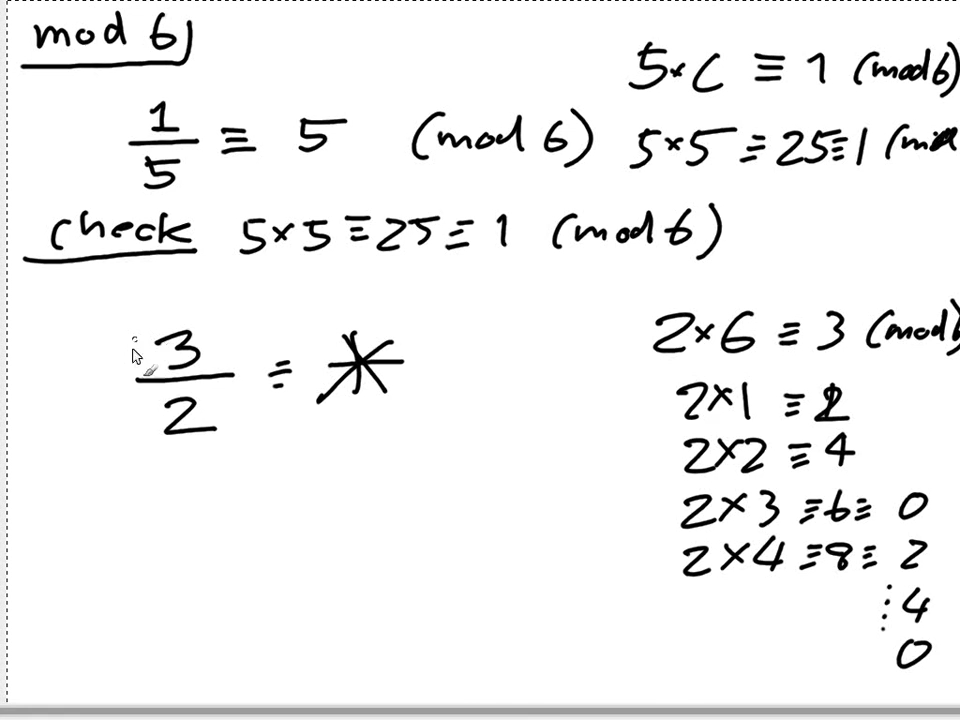 mod 6)
5×C ≡ 1 (mod 6)
1/5 ≡ 5 (mod 6)
5×5 ≡ 25 ≡ 1
check 5×5 ≡ 25 ≡ 1 (mod 6)
3/2 ≡ *
2×6 ≡ 3 (mod
2×1 ≡ 2
2×2 ≡ 4
2×3 ≡ 6 ≡ 0
2×4 ≡ 8 ≡ 2
⋮ 4
0